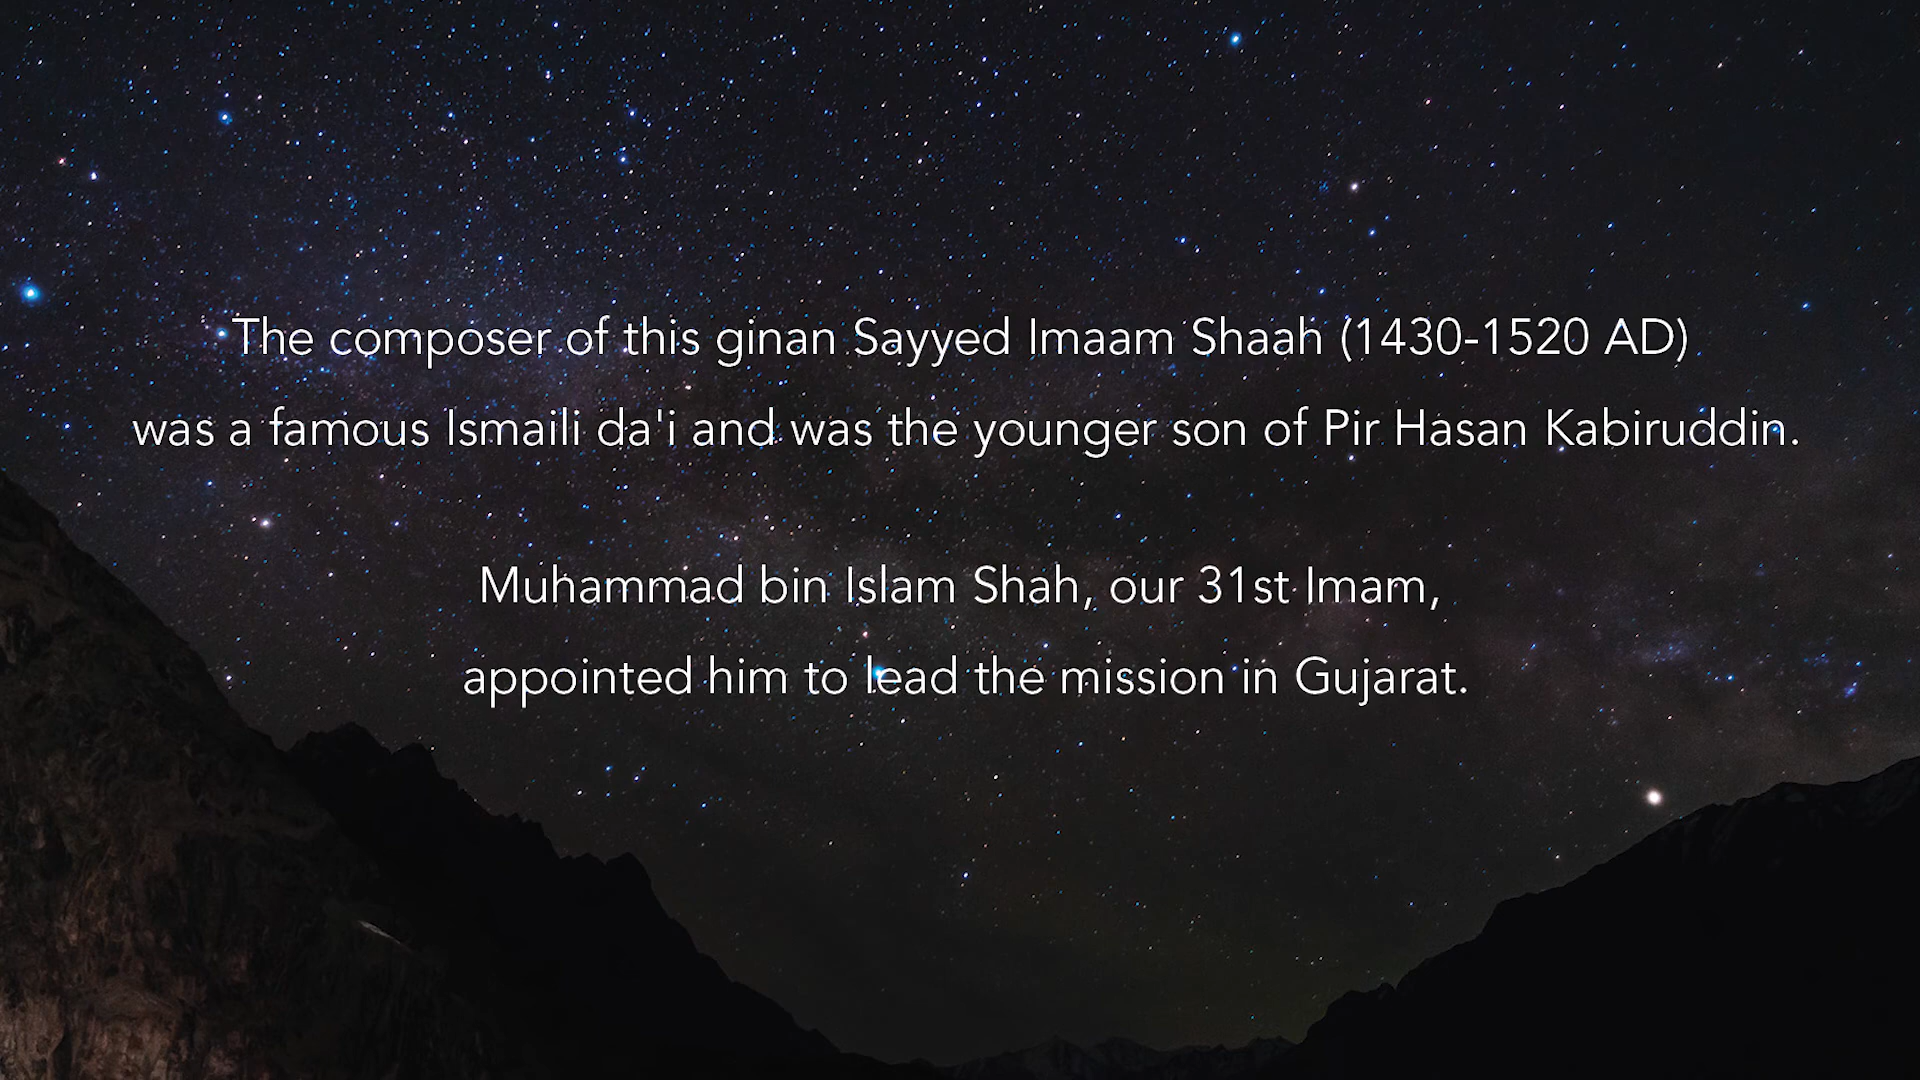 The composer of this ginan Sayyed Imaam Shaah (1430-1520 AD)
was a famous Ismaili da'i and was the younger son of Pir Hasan Kabiruddin.
Muhammad bin Islam Shah, our 31st Imam,
appointed him to lead the mission in Gujarat.